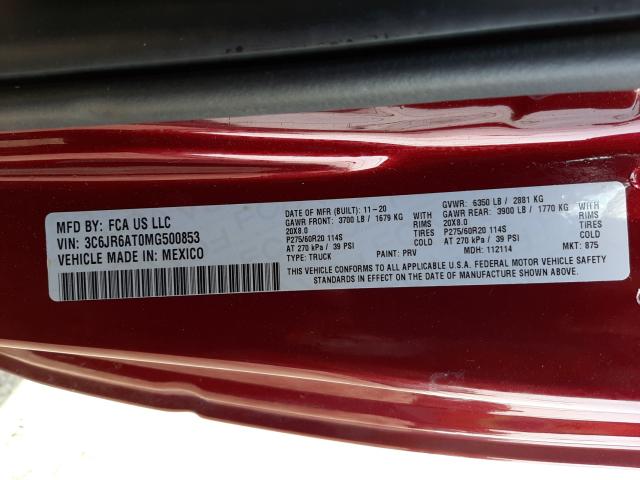 MFD BY: FCA US LLC
VIN: 3C6JR6AT0MG500853
VEHICLE MADE IN: MEXICO
DATE OF MFR (BUILT): 11-20
GAWR FRONT: 3700 LB / 1679 KG WITH
20X8.0 RIMS
P275/60R20 114S TIRES
AT 270 kPa / 39 PSI COLD
TYPE: TRUCK PAINT: PRV
GVWR: 6350 LB / 2881 KG
GAWR REAR: 3900 LB / 1770 KG WITH
20X8.0 RIMS
P275/60R20 114S TIRES
AT 270 kPa / 39 PSI COLD
MDH: 112114 MKT: 875
THIS VEHICLE CONFORMS TO ALL APPLICABLE U.S.A. FEDERAL MOTOR VEHICLE SAFETY
STANDARDS IN EFFECT ON THE DATE OF MANUFACTURE SHOWN ABOVE